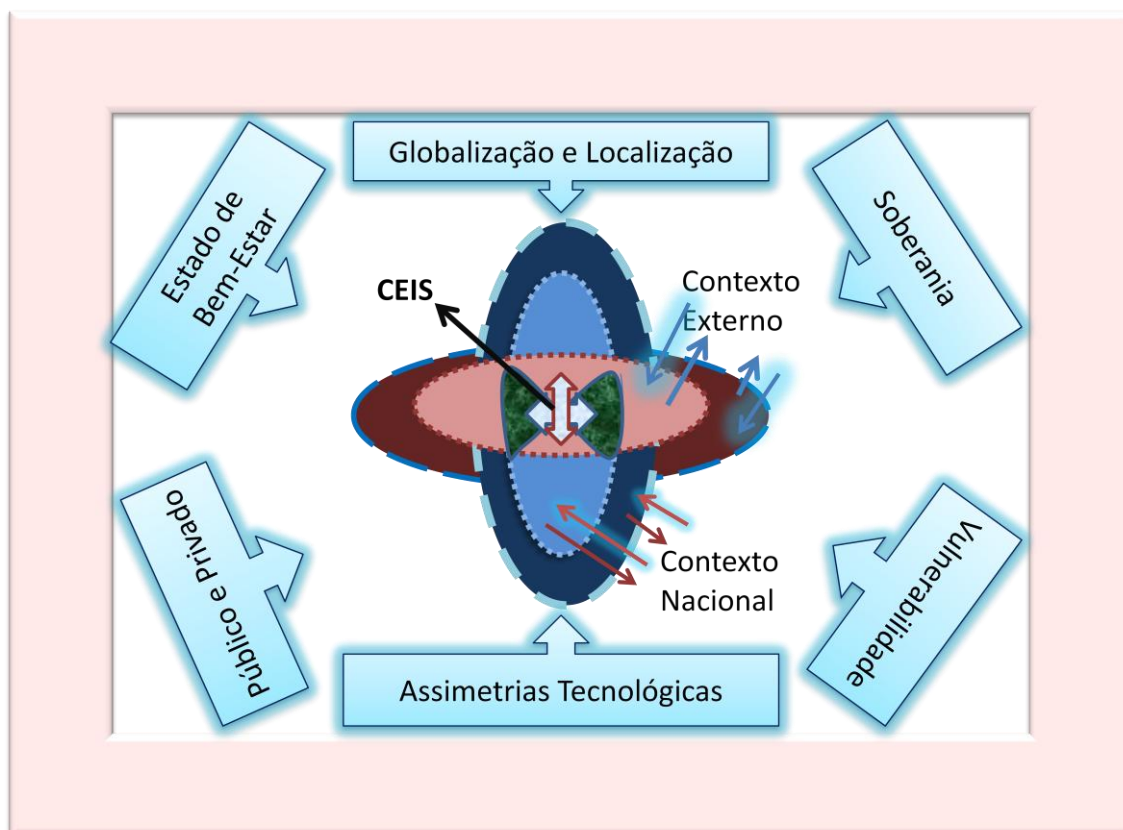 Globalização e Localização
Estado de
Bem-Estar
Soberania
CEIS
Contexto
Externo
Público e Privado
Contexto
Nacional
Vulnerabilidade
Assimetrias Tecnológicas